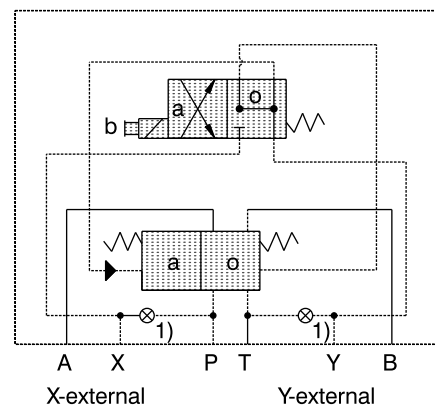 a o
b
a o
1) 1)
A X P T Y B
X-external Y-external